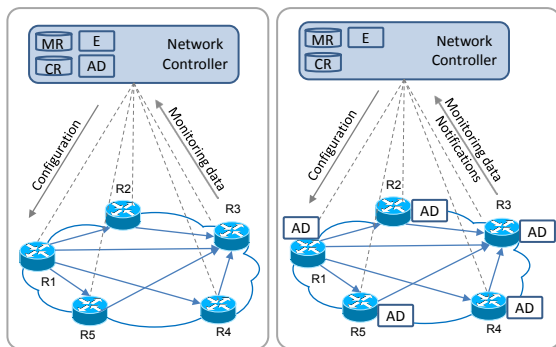 MR E Network
CR AD Controller
Configuration
Monitoring data
R2
R3
R1
R5
R4
MR E Network
CR Controller
Configuration
Monitoring data
Notifications
R2
AD
R3
AD
AD
R1
R5
AD
R4
AD